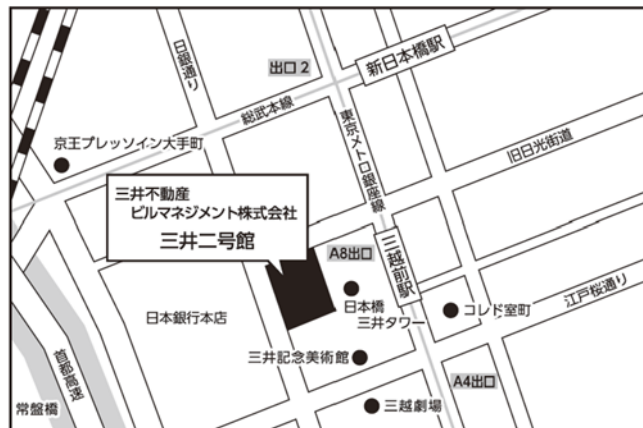 日銀通り
出口2
新日本橋駅
総武本線
京王プレッソイン大手町
東京メトロ銀座線
旧日光街道
三井不動産
ビルマネジメント株式会社
三井二号館
A8出口
三越前駅
日本橋
三井タワー
コレド室町
江戸桜通り
日本銀行本店
三井記念美術館
首都高速
A4出口
常盤橋
三越劇場